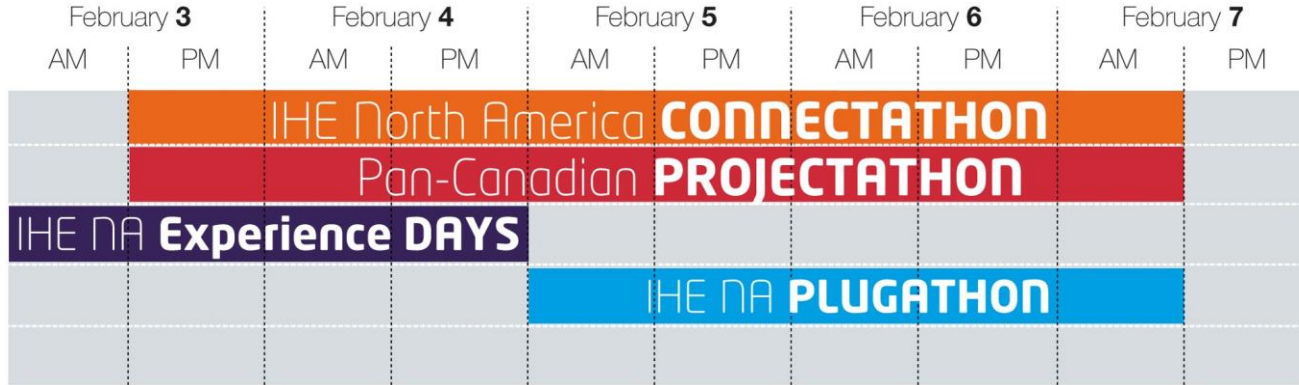 February 3 February 4 February 5 February 6 February 7
AM PM AM PM AM PM AM PM AM PM
IHE North America CONNECTATHON
Pan-Canadian PROJECTATHON
IHE NA Experience DAYS
IHE NA PLUGATHON